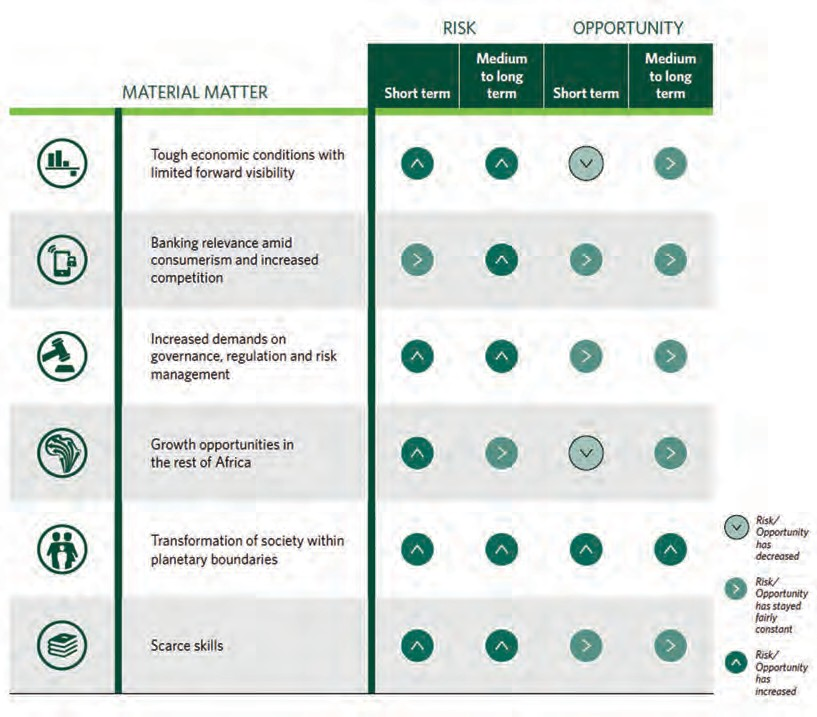 RISK OPPORTUNITY
MATERIAL MATTER
Short term
Medium
to long
term
Short term
Medium
to long
term
Tough economic conditions with
limited forward visibility
Banking relevance amid
consumerism and increased
competition
Increased demands on
governance, regulation and risk
management
Growth opportunities in
the rest of Africa
Transformation of society within
planetary boundaries
Scarce skills
Risk/
Opportunity
has
decreased
Risk/
Opportunity
has stayed
fairly
constant
Risk/
Opportunity
has
increased